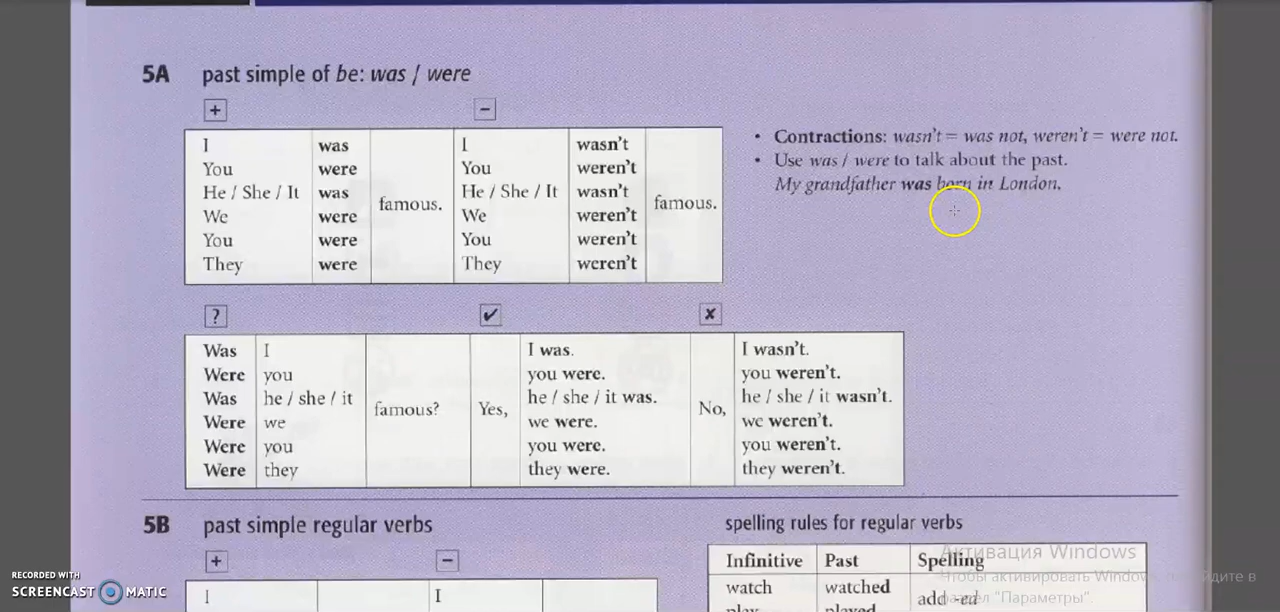 5A past simple of be: was / were
+ −
I was I wasn't
You were You weren't
He / She / It was famous. He / She / It wasn't famous.
We were We weren't
You were You weren't
They were They weren't
• Contractions: wasn't = was not, weren't = were not.
• Use was / were to talk about the past.
My grandfather was born in London.
? ✔ ✘
Was I I was. I wasn't.
Were you you were. you weren't.
Was he / she / it famous? Yes, he / she / it was. No, he / she / it wasn't.
Were we we were. we weren't.
Were you you were. you weren't.
Were they they were. they weren't.
5B past simple regular verbs
+ −
I I
spelling rules for regular verbs
Infinitive Past Spelling
watch watched add -ed
play played
Активация Windows
Чтобы активировать Windows, в
раздел "Параметры".
RECORDED WITH
SCREENCAST MATIC